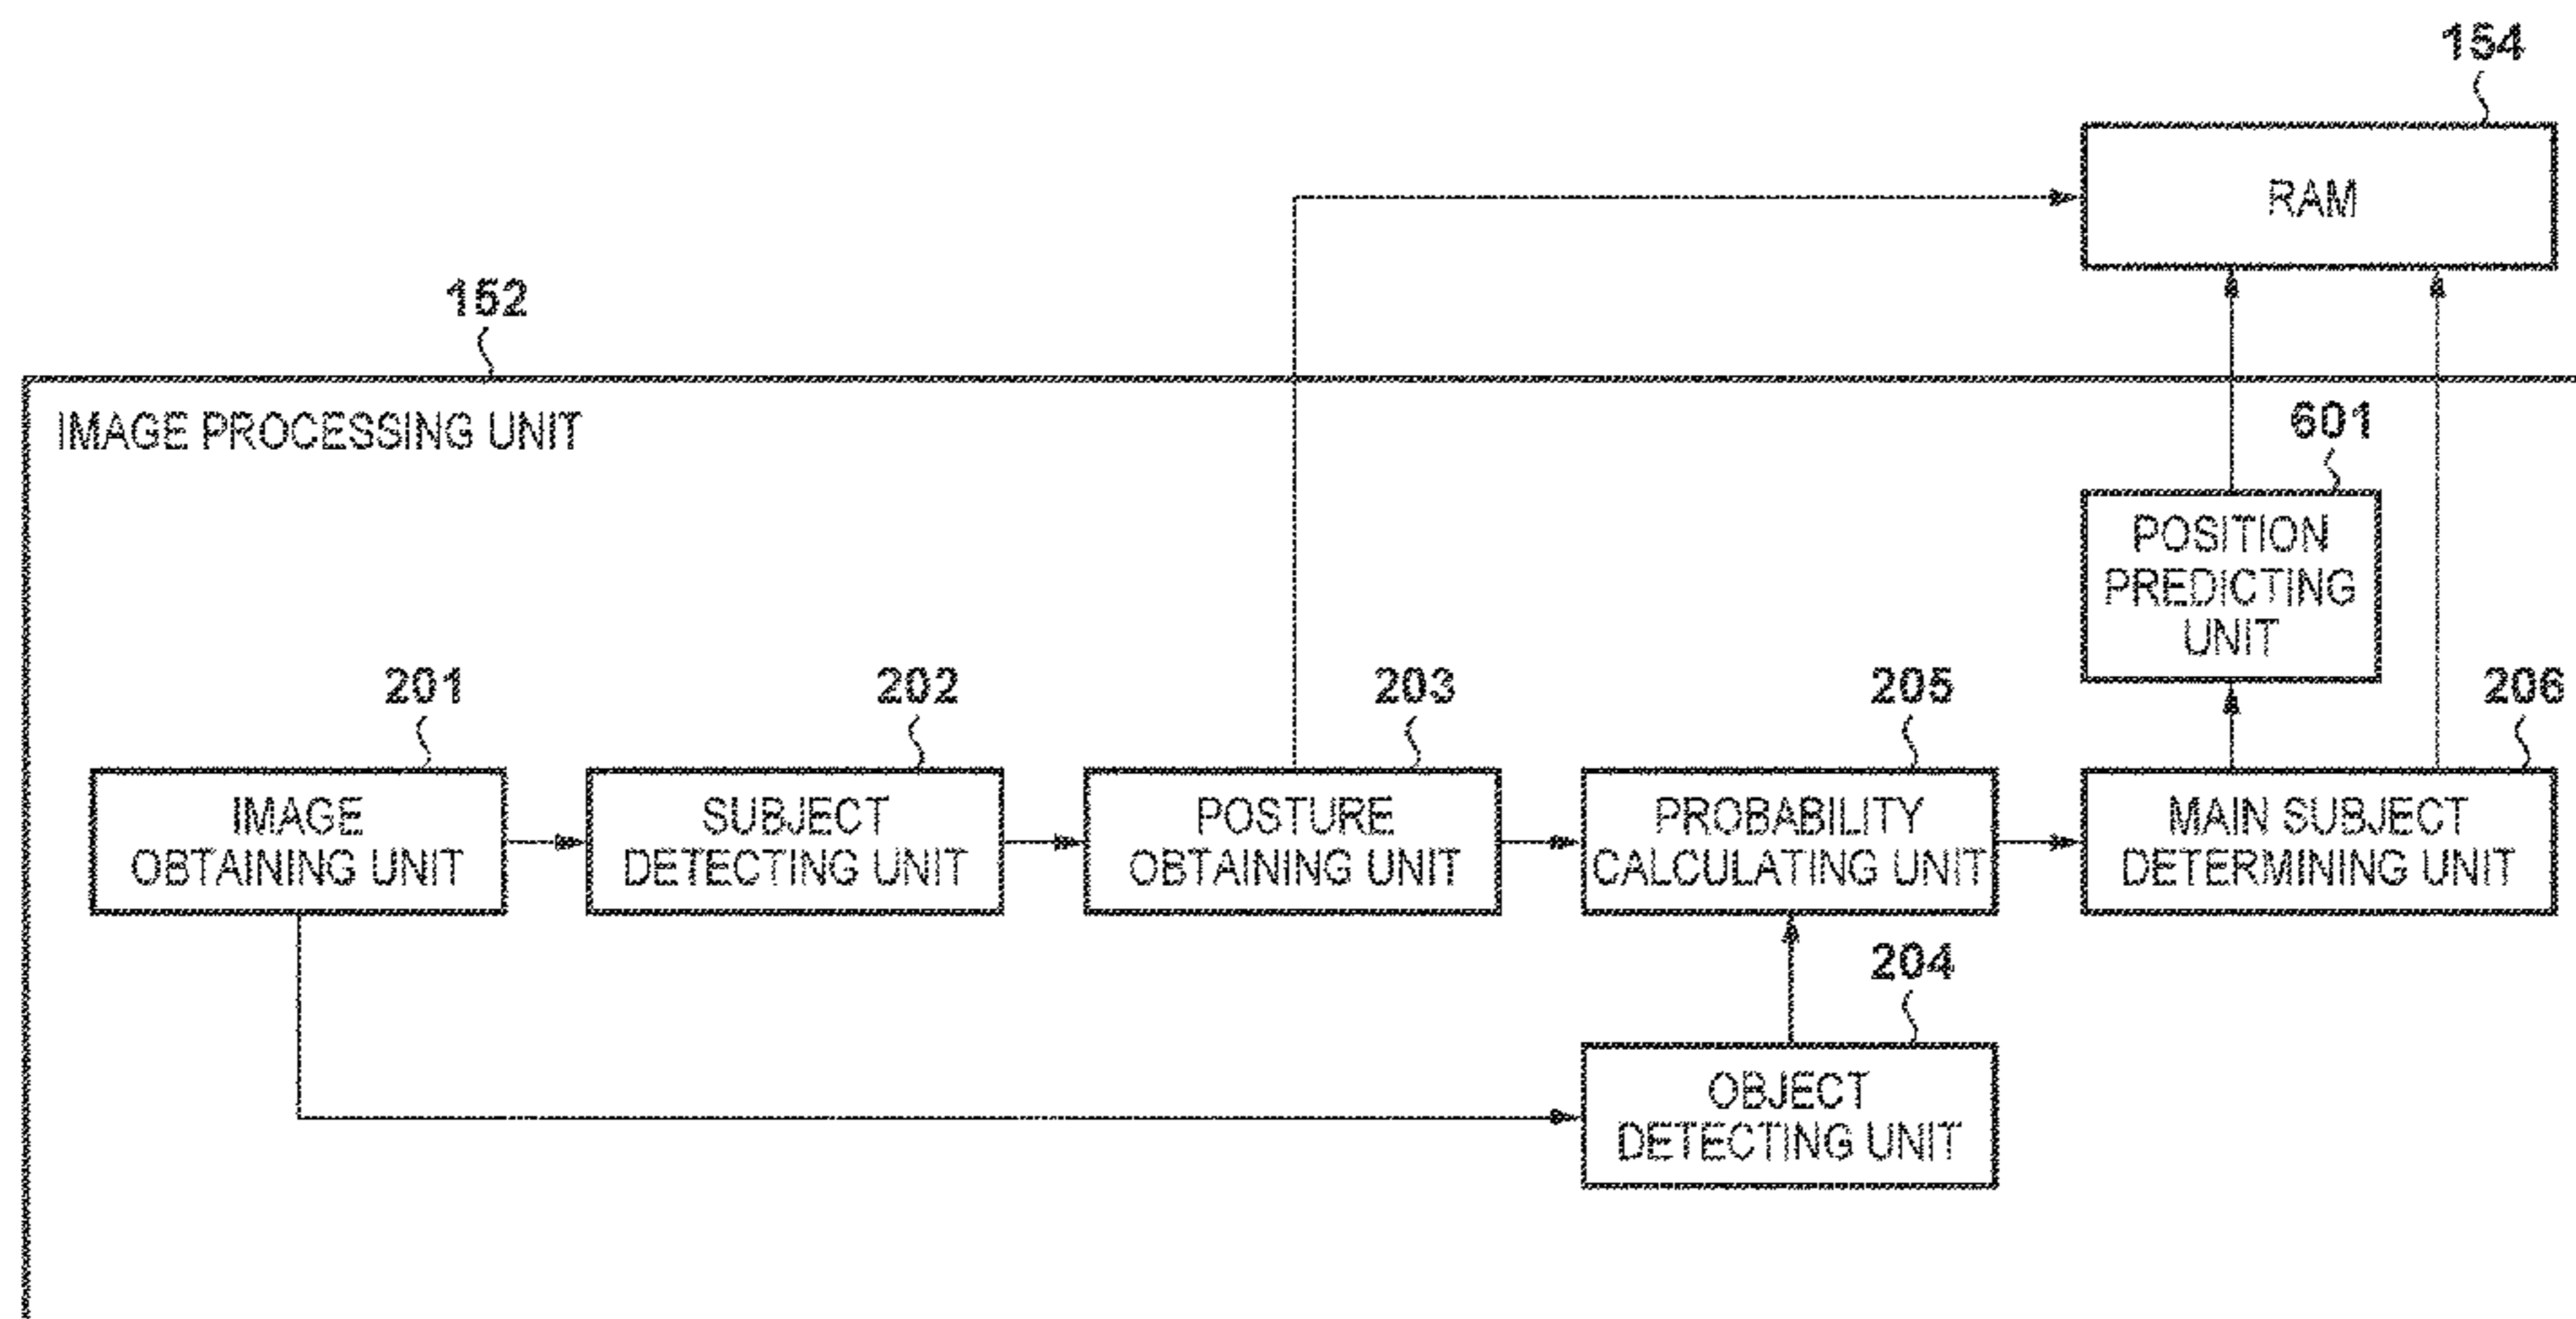 154
RAM
152
IMAGE PROCESSING UNIT
601
POSITION
PREDICTING
UNIT
201
202
203
205
206
IMAGE
OBTAINING UNIT
SUBJECT
DETECTING UNIT
POSTURE
OBTAINING UNIT
PROBABILITY
CALCULATING UNIT
MAIN SUBJECT
DETERMINING UNIT
204
OBJECT
DETECTING UNIT